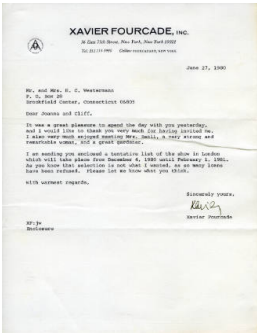 XAVIER FOURCADE, INC.
36 East 75th Street, New York, New York 10021
June 27, 1980
Mr. and Mrs. H. C. Westermann
P. O. Box 28
Brookfield Center, Connecticut 06805
Dear Joanna and Cliff,
It was a great pleasure to spend the day with you yesterday,
and I would like to thank you very much for having invited me.
I also very much enjoyed meeting Mrs. Beall, a very strong and
remarkable woman, and a great gardener.
I am sending you enclosed a tentative list of the show in London
which will take place from December 4, 1980 until February 1, 1981.
As you know that selection is not what I wanted, as so many loans
have been refused. Please let me know what you think.
With warmest regards,
Sincerely yours,
Xavier Fourcade
XF:je
Enclosure